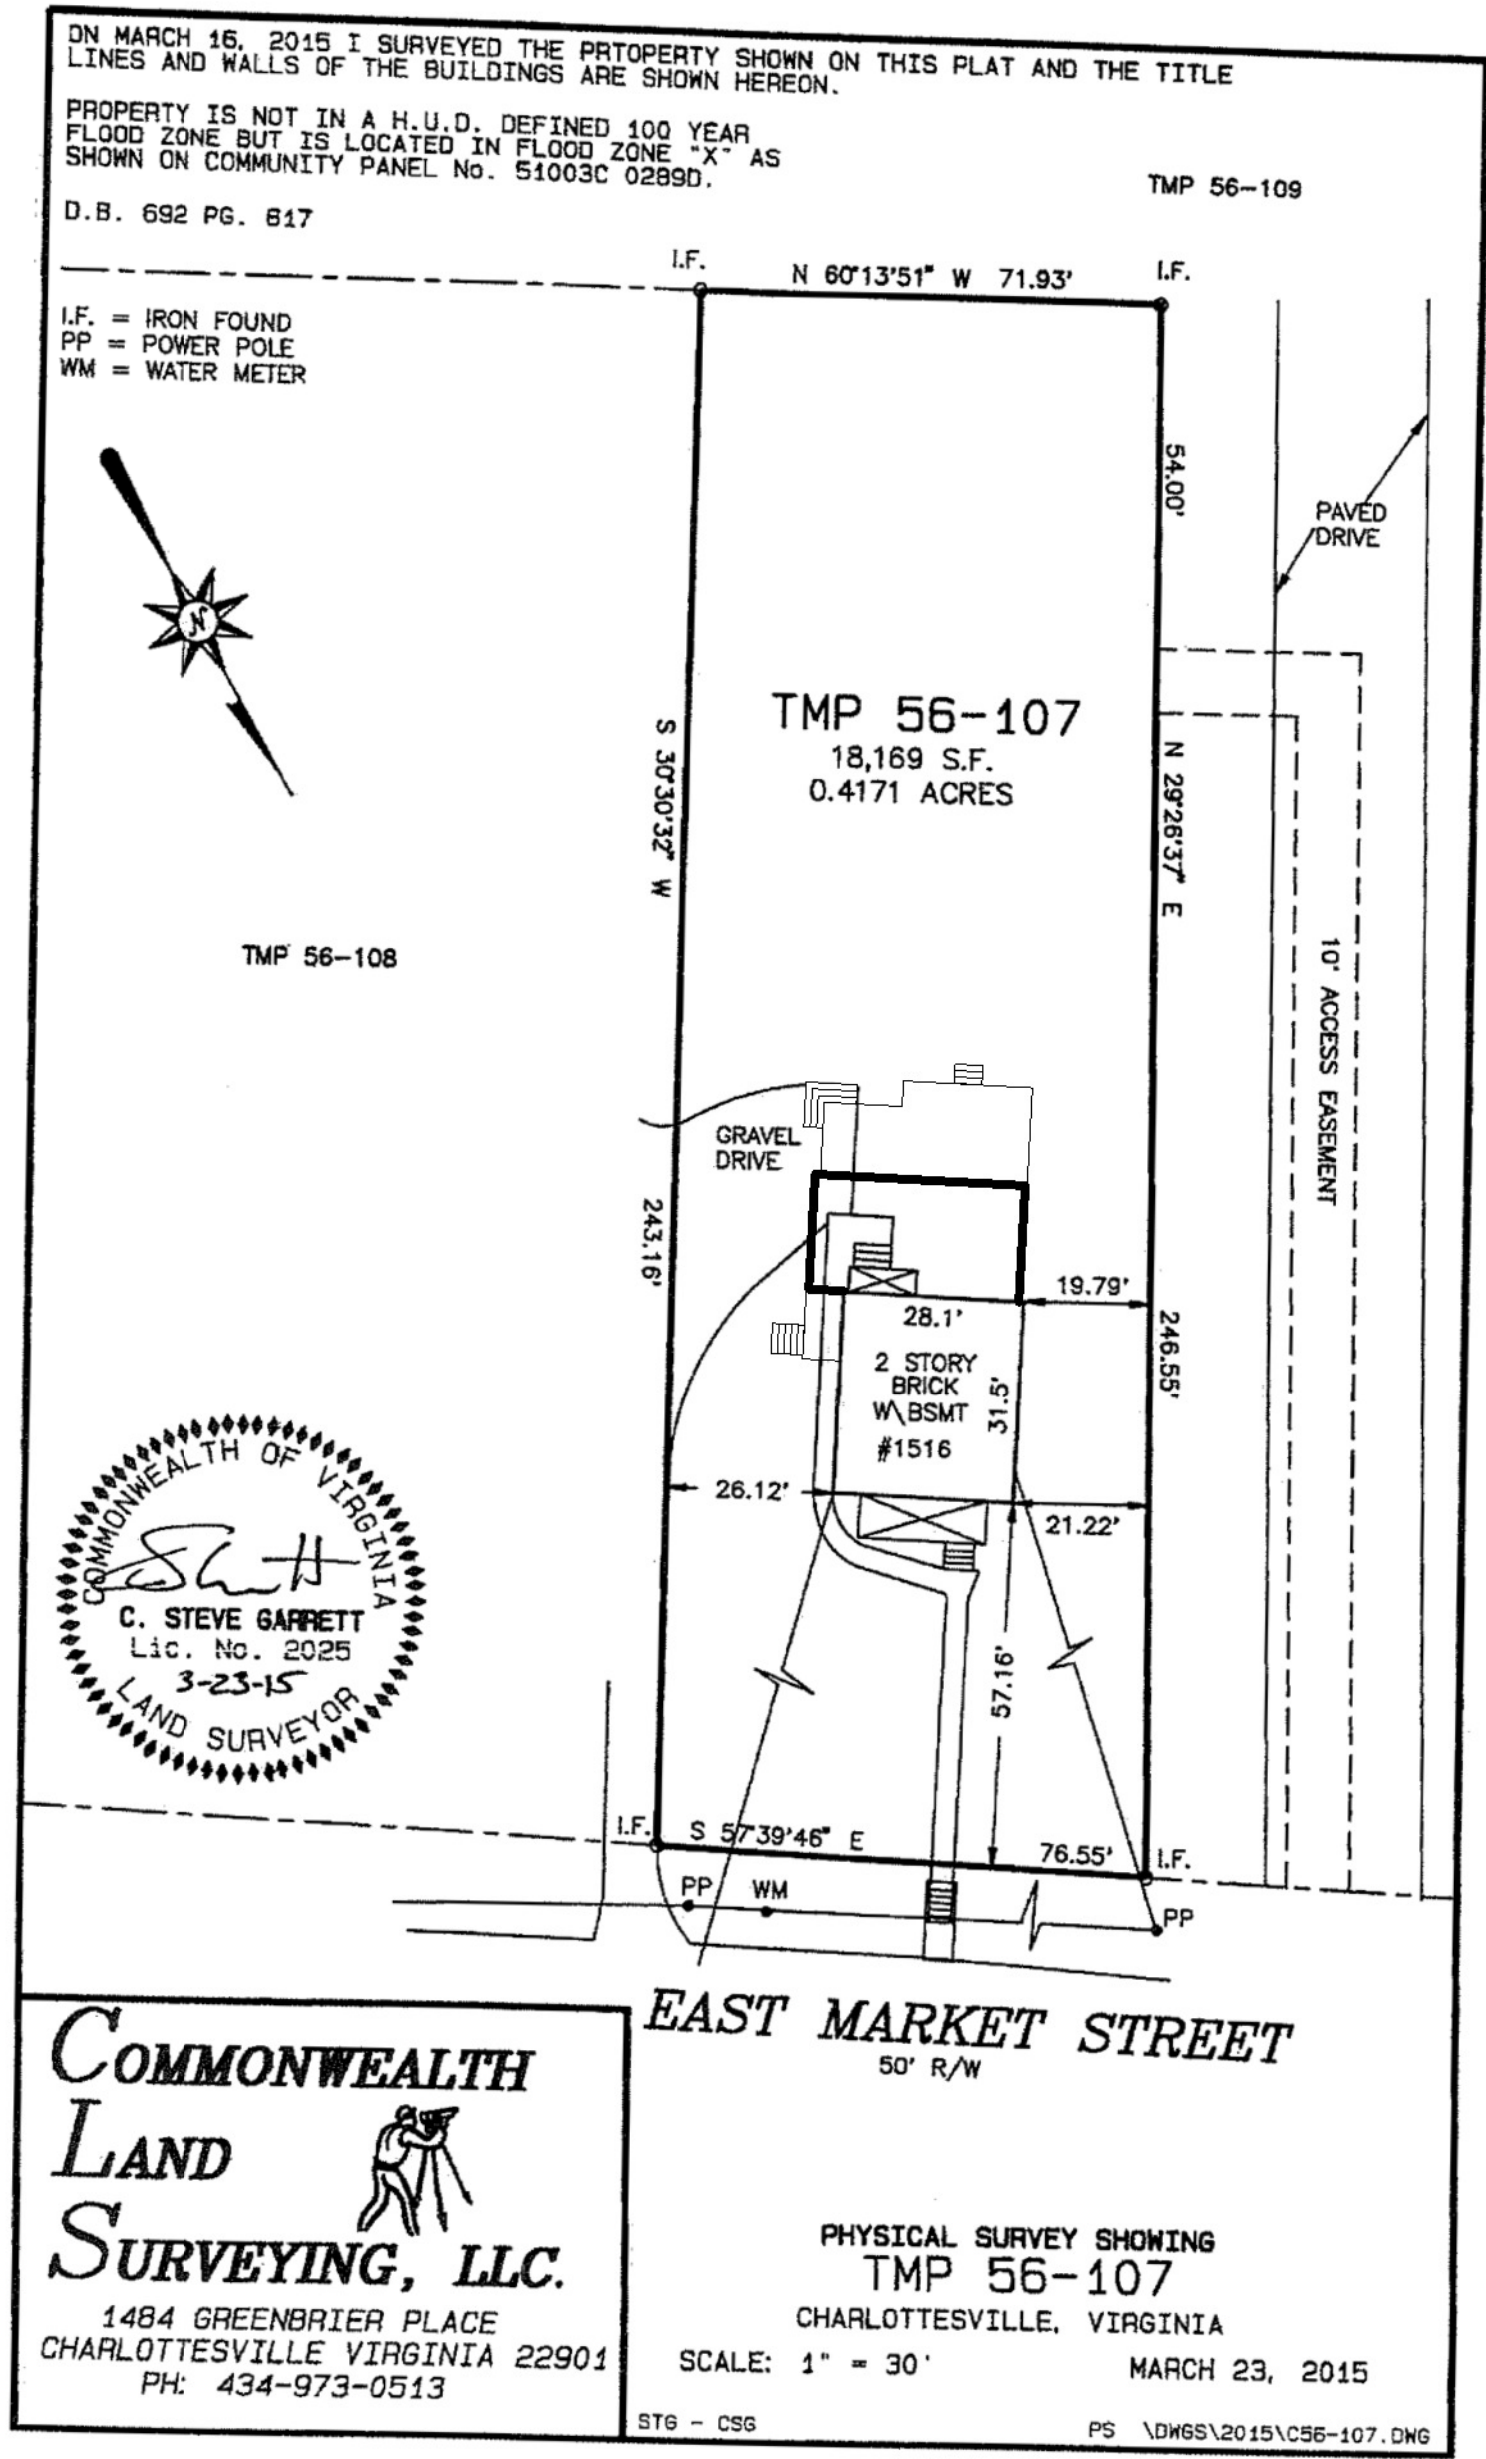 ON MARCH 16, 2015 I SURVEYED THE PRTOPERTY SHOWN ON THIS PLAT AND THE TITLE
LINES AND WALLS OF THE BUILDINGS ARE SHOWN HEREON.
PROPERTY IS NOT IN A H.U.D. DEFINED 100 YEAR
FLOOD ZONE BUT IS LOCATED IN FLOOD ZONE "X" AS
SHOWN ON COMMUNITY PANEL No. 51003C 0289D.
D.B. 692 PG. 617
TMP 56-109
I.F.
N 60°13'51" W 71.93'
I.F.
I.F. = IRON FOUND
PP = POWER POLE
WM = WATER METER
N
54.00'
PAVED
DRIVE
TMP 56-107
18,169 S.F.
0.4171 ACRES
S 30°30'32" W
N 29°26'37" E
TMP 56-108
10' ACCESS EASEMENT
GRAVEL
DRIVE
243.16'
19.79'
28.1'
246.55'
2 STORY
BRICK
W\BSMT
#1516
31.5'
26.12'
21.22'
57.16'
COMMONWEALTH OF VIRGINIA
C. STEVE GARRETT
Lic. No. 2025
3-23-15
LAND SURVEYOR
I.F.
S 57°39'46" E
76.55'
I.F.
PP
WM
PP
EAST MARKET STREET
50' R/W
COMMONWEALTH
LAND
SURVEYING, LLC.
1484 GREENBRIER PLACE
CHARLOTTESVILLE VIRGINIA 22901
PH: 434-973-0513
PHYSICAL SURVEY SHOWING
TMP 56-107
CHARLOTTESVILLE, VIRGINIA
SCALE: 1" = 30'
MARCH 23, 2015
STG - CSG
PS \DWGS\2015\C56-107.DWG